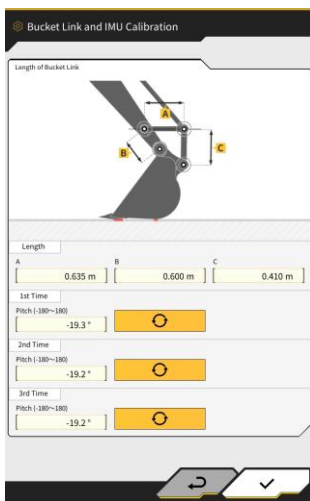 Bucket Link and IMU Calibration
Length of Bucket Link
A
B
C
Length
A B C
0.635 m 0.600 m 0.410 m
1st Time
Pitch (-180~180)
-19.3 °
2nd Time
Pitch (-180~180)
-19.2 °
3rd Time
Pitch (-180~180)
-19.2 °